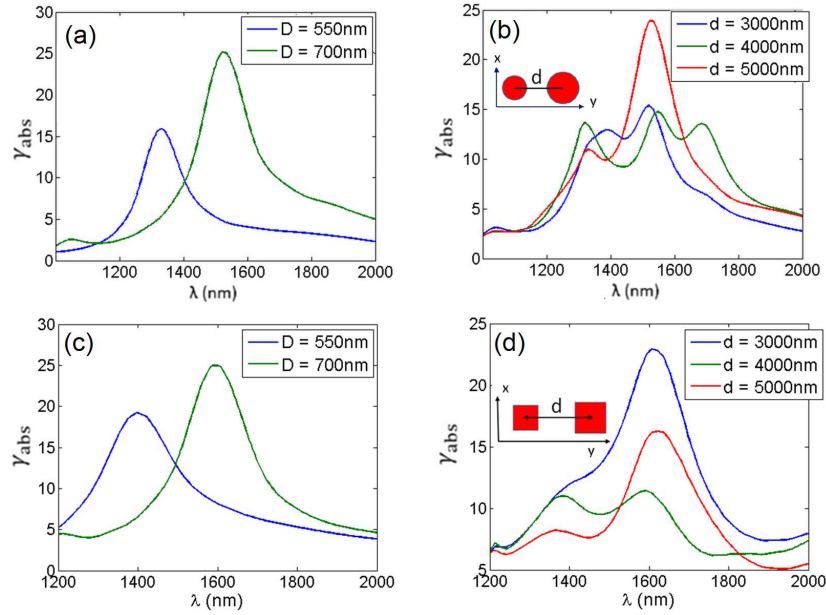 (a)
D = 550nm
D = 700nm
γabs
30
25
20
15
10
5
0
1200 1400 1600 1800 2000
λ (nm)
(b)
d = 3000nm
d = 4000nm
d = 5000nm
x
d
y
γabs
25
20
15
10
5
0
1200 1400 1600 1800 2000
λ (nm)
(c)
D = 550nm
D = 700nm
γabs
30
25
20
15
10
5
0
1200 1400 1600 1800 2000
λ (nm)
(d)
d = 3000nm
d = 4000nm
d = 5000nm
x
d
y
γabs
25
20
15
10
5
1200 1400 1600 1800 2000
λ (nm)